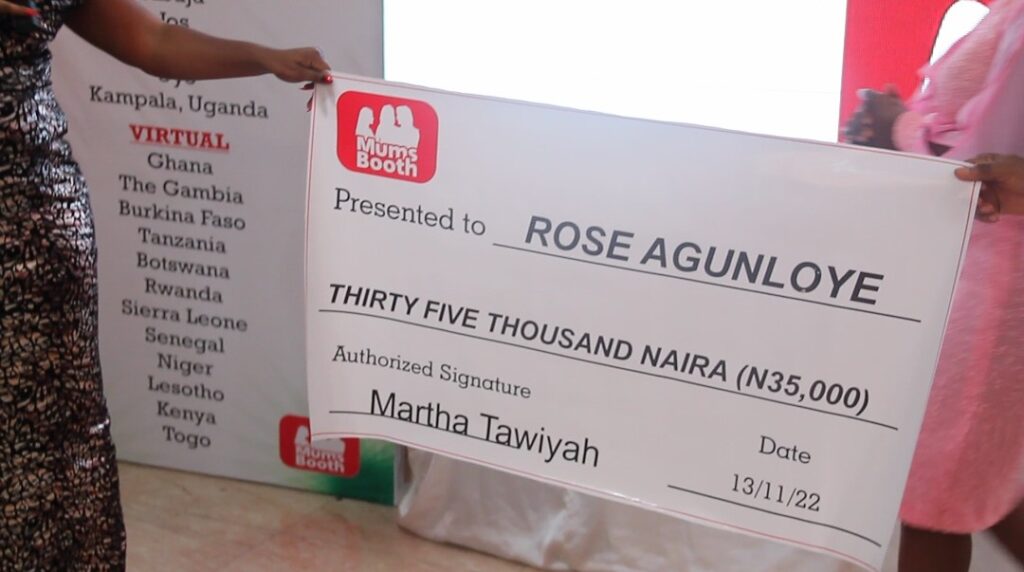 Jos
Kampala, Uganda
VIRTUAL
Ghana
The Gambia
Burkina Faso
Tanzania
Botswana
Rwanda
Sierra Leone
Senegal
Niger
Lesotho
Kenya
Togo
Mums
Booth
Mums
Booth
Presented to ROSE AGUNLOYE
THIRTY FIVE THOUSAND NAIRA (N35,000)
Authorized Signature
Martha Tawiyah
Date
13/11/22